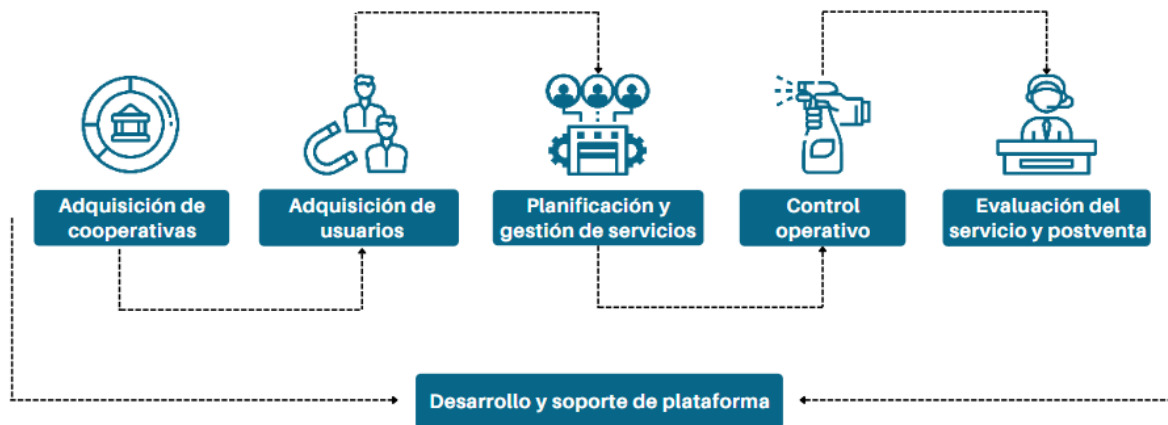 Adquisición de
cooperativas
Adquisición de
usuarios
Planificación y
gestión de servicios
Control
operativo
Evaluación del
servicio y postventa
Desarrollo y soporte de plataforma